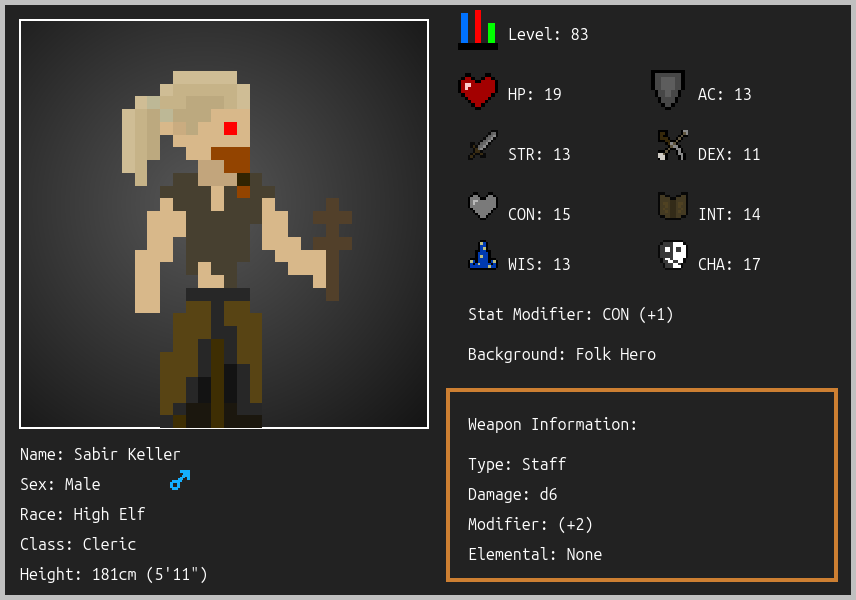 Level: 83
HP: 19
AC: 13
STR: 13
DEX: 11
CON: 15
INT: 14
WIS: 13
CHA: 17
Stat Modifier: CON (+1)
Background: Folk Hero
Weapon Information:
Type: Staff
Damage: d6
Modifier: (+2)
Elemental: None
Name: Sabir Keller
Sex: Male
Race: High Elf
Class: Cleric
Height: 181cm (5'11")